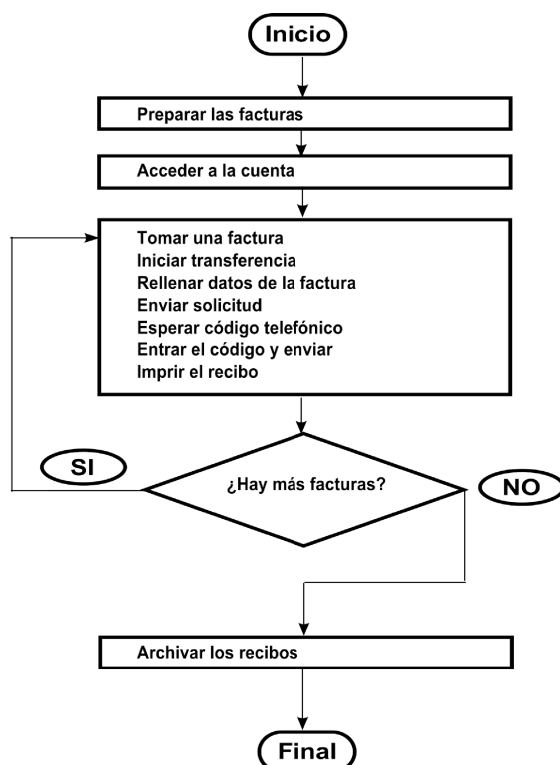 Inicio
Preparar las facturas
Acceder a la cuenta
Tomar una factura
Iniciar transferencia
Rellenar datos de la factura
Enviar solicitud
Esperar código telefónico
Entrar el código y enviar
Imprir el recibo
SI
¿Hay más facturas?
NO
Archivar los recibos
Final